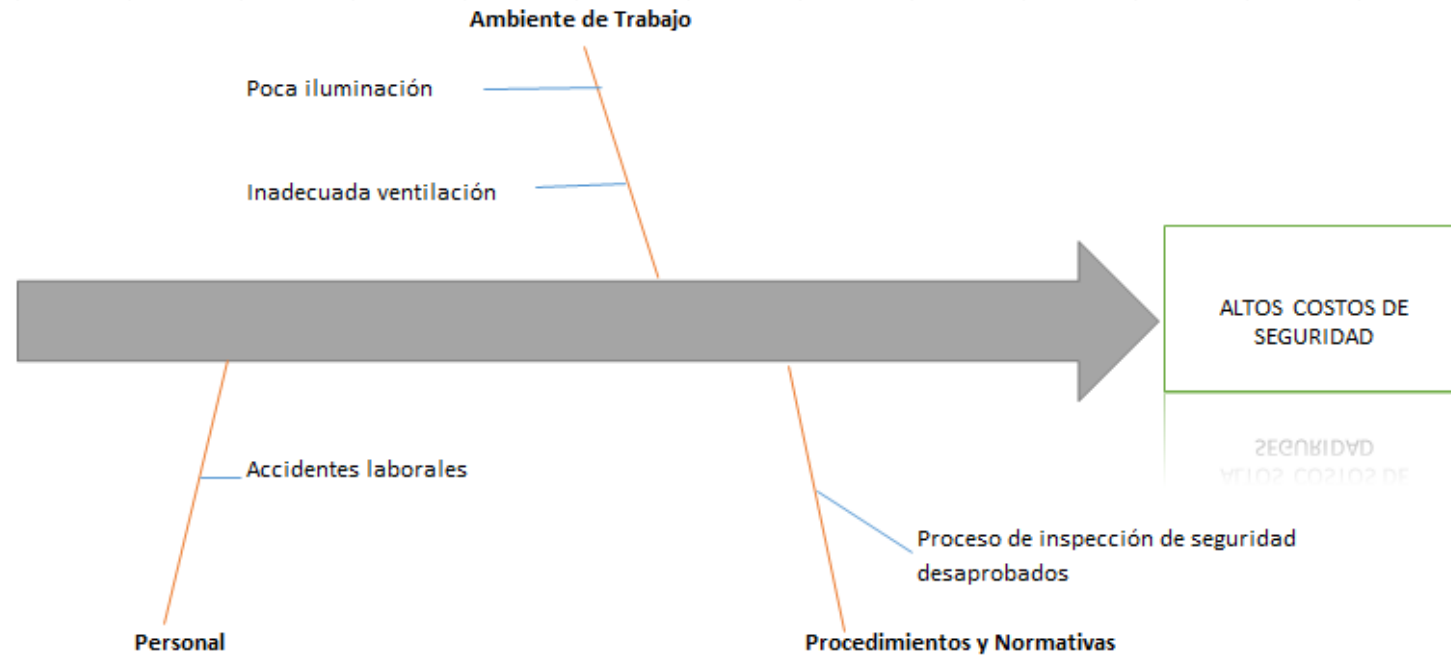 Ambiente de Trabajo
Poca iluminación
Inadecuada ventilación
ALTOS COSTOS DE
SEGURIDAD
Accidentes laborales
Proceso de inspección de seguridad
desaprobados
Personal
Procedimientos y Normativas